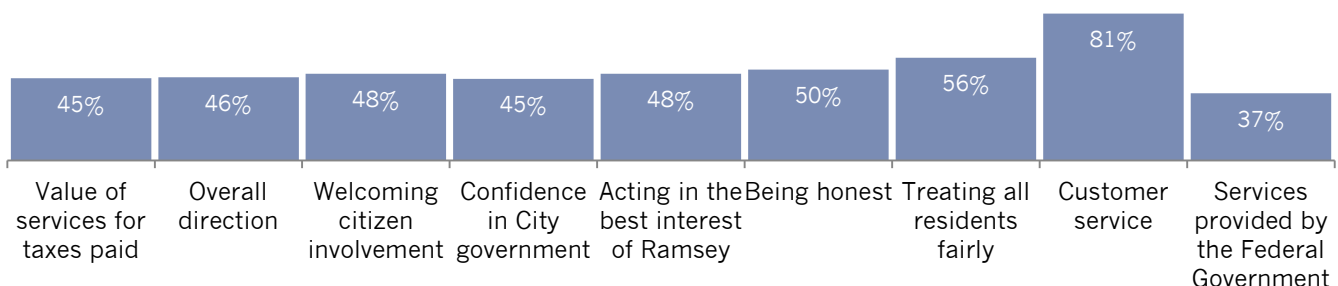 45%
46%
48%
45%
48%
50%
56%
81%
37%
Value of
services for
taxes paid
Overall
direction
Welcoming
citizen
involvement
Confidence
in City
government
Acting in the
best interest
of Ramsey
Being honest
Treating all
residents
fairly
Customer
service
Services
provided by
the Federal
Government